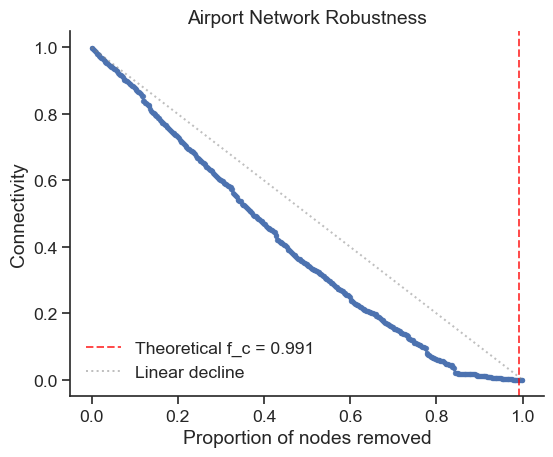 Airport Network Robustness
1.0
0.8
0.6
0.4
0.2
0.0
Connectivity
Theoretical f_c = 0.991
Linear decline
0.0 0.2 0.4 0.6 0.8 1.0
Proportion of nodes removed